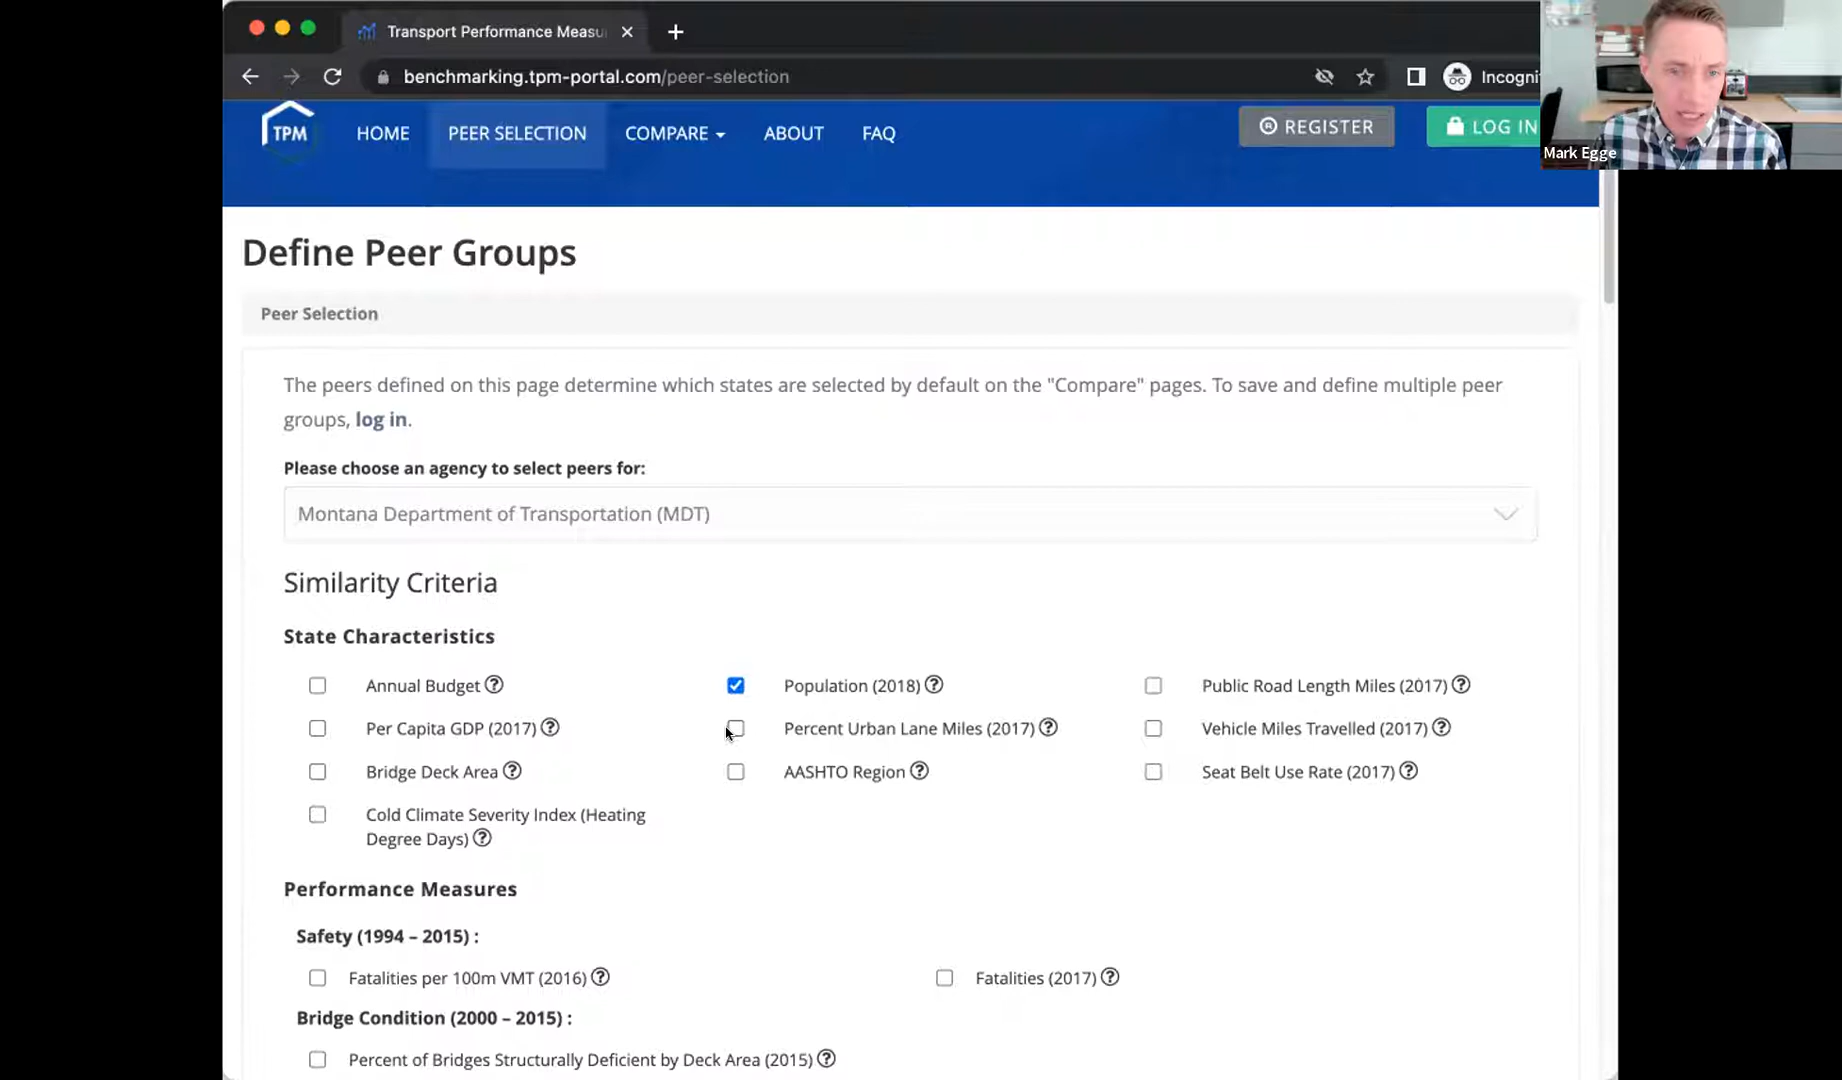 Transport Performance Measu
benchmarking.tpm-portal.com/peer-selection
Incogni
TPM
HOME
PEER SELECTION
COMPARE
ABOUT
FAQ
REGISTER
LOG IN
Mark Egge
Define Peer Groups
Peer Selection
The peers defined on this page determine which states are selected by default on the "Compare" pages. To save and define multiple peer
groups, log in.
Please choose an agency to select peers for:
Montana Department of Transportation (MDT)
Similarity Criteria
State Characteristics
Annual Budget ?
Population (2018) ?
Public Road Length Miles (2017) ?
Per Capita GDP (2017) ?
Percent Urban Lane Miles (2017) ?
Vehicle Miles Travelled (2017) ?
Bridge Deck Area ?
AASHTO Region ?
Seat Belt Use Rate (2017) ?
Cold Climate Severity Index (Heating
Degree Days) ?
Performance Measures
Safety (1994 – 2015) :
Fatalities per 100m VMT (2016) ?
Fatalities (2017) ?
Bridge Condition (2000 – 2015) :
Percent of Bridges Structurally Deficient by Deck Area (2015) ?